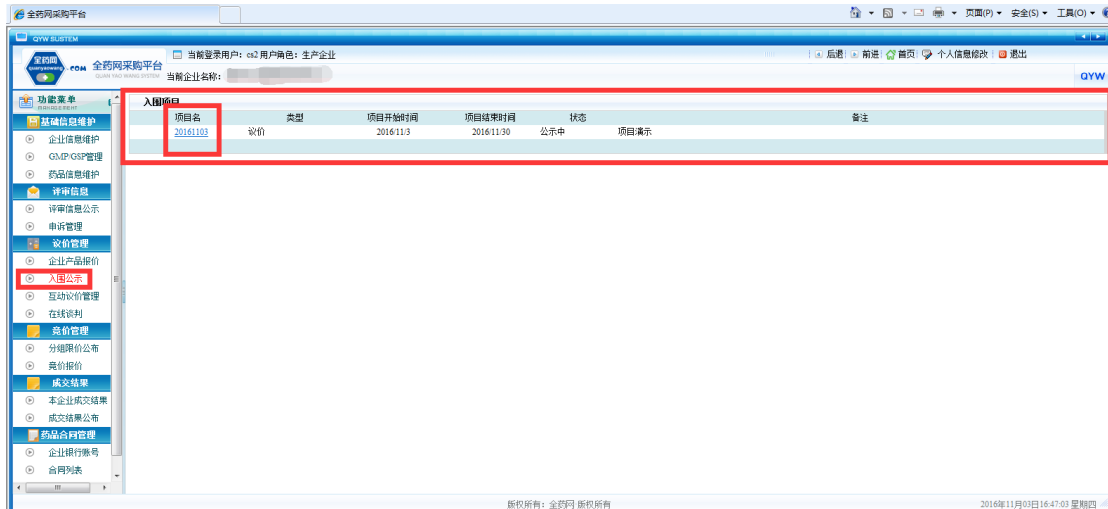 全药网采购平台
页面(P) 安全(S) 工具(O)
QYW SUSTEM
全药网
quanyaowang
.COM 全药网采购平台
QUAN YAO WANG SYSTEM
当前登录用户：cs2 用户角色：生产企业
后退 前进 首页 个人信息修改 退出
当前企业名称：
QYW
功能菜单
MANAGEMENT
基础信息维护
企业信息维护
GMP/GSP管理
药品信息维护
评审信息
评审信息公示
申诉管理
议价管理
企业产品报价
入围公示
互动议价管理
在线谈判
竞价管理
分组限价公布
竞价报价
成交结果
本企业成交结果
成交结果公布
药品合同管理
企业银行账号
合同列表
入围项目
项目名 类型 项目开始时间 项目结束时间 状态 备注
20161103 议价 2016/11/3 2016/11/30 公示中 项目演示
版权所有：全药网 版权所有
2016年11月03日16:47:03 星期四